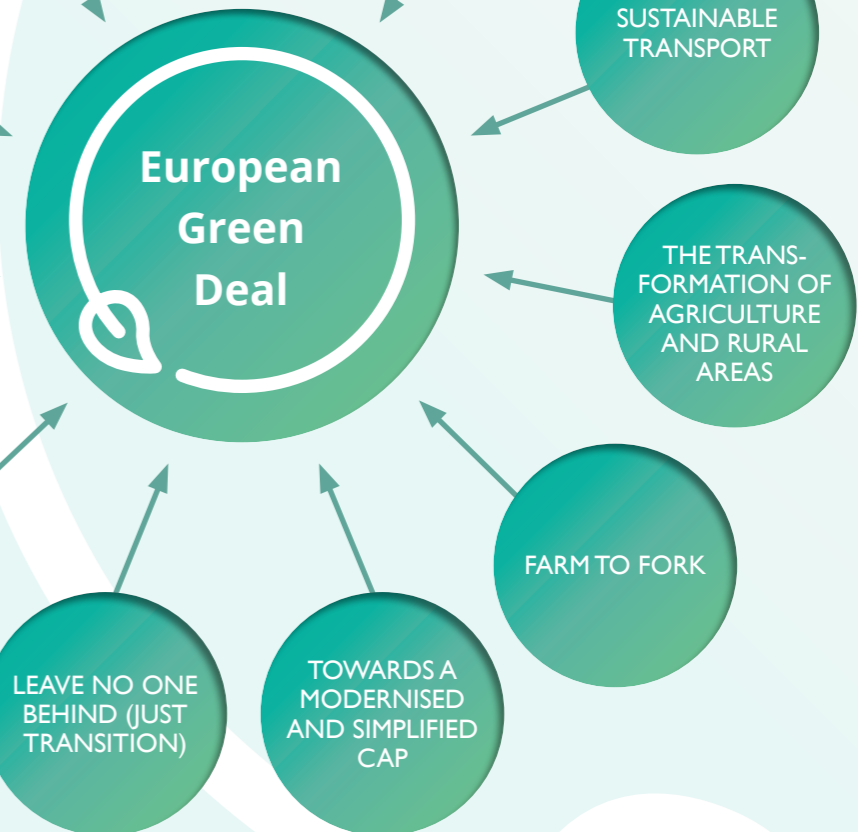 SUSTAINABLE
TRANSPORT
European
Green
Deal
THE TRANS-
FORMATION OF
AGRICULTURE
AND RURAL
AREAS
FARM TO FORK
LEAVE NO ONE
BEHIND (JUST
TRANSITION)
TOWARDS A
MODERNISED
AND SIMPLIFIED
CAP